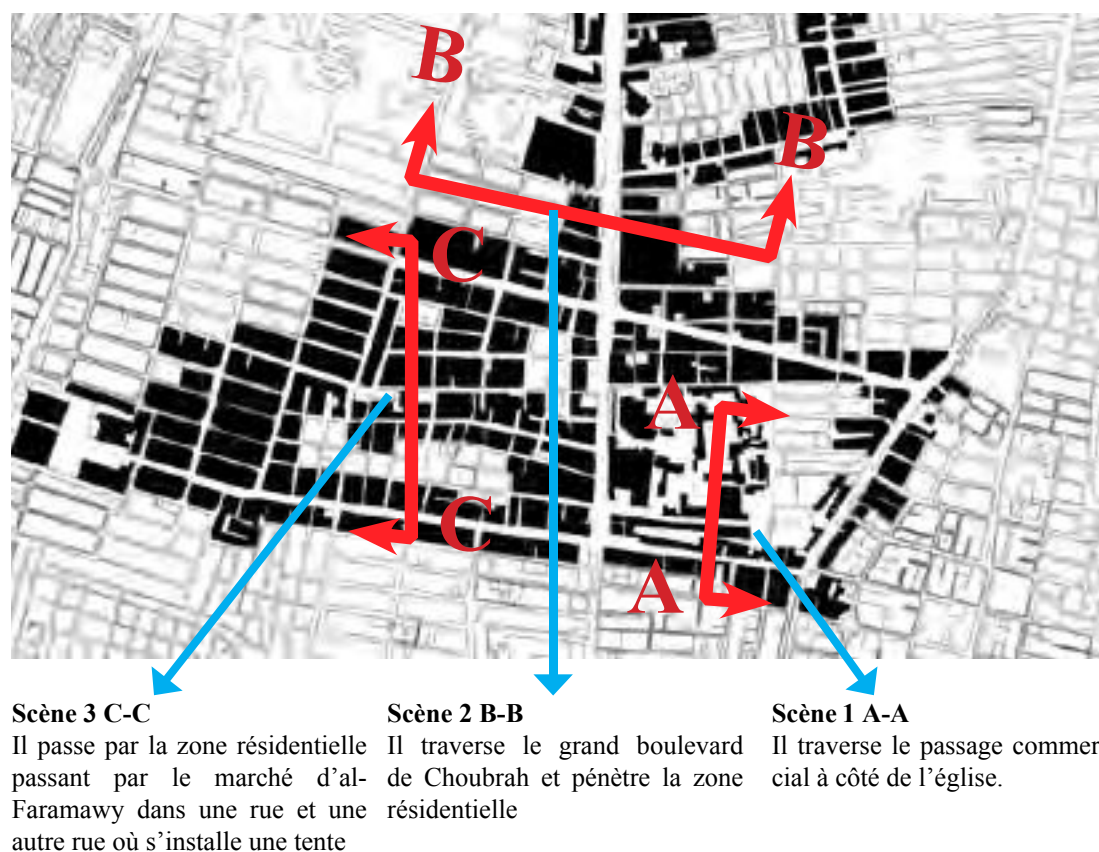 B
B
C
A
C
A
Scène 3 C-C
Il passe par la zone résidentielle
passant par le marché d’al-
Faramawy dans une rue et une
autre rue où s’installe une tente
Scène 2 B-B
Il traverse le grand boulevard
de Choubrah et pénètre la zone
résidentielle
Scène 1 A-A
Il traverse le passage commer
cial à côté de l’église.